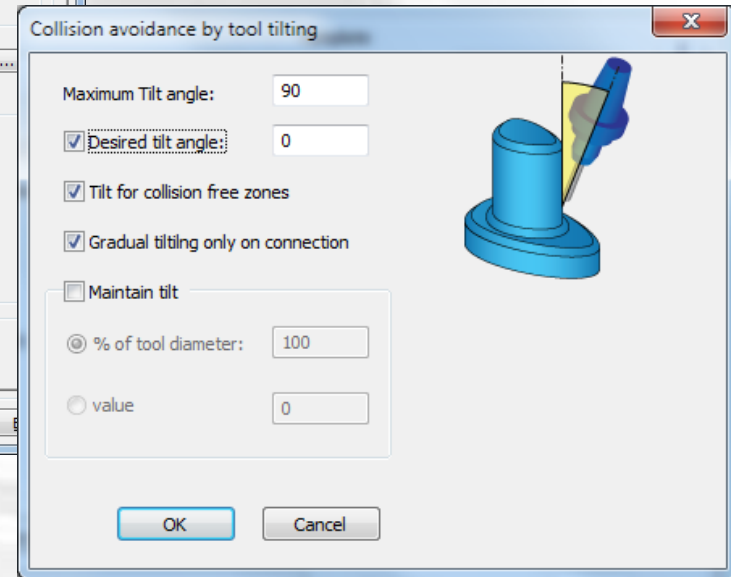 Collision avoidance by tool tilting
Maximum Tilt angle:
90
Desired tilt angle:
0
Tilt for collision free zones
Gradual tiltilng only on connection
Maintain tilt
% of tool diameter:
100
value
0
OK
Cancel